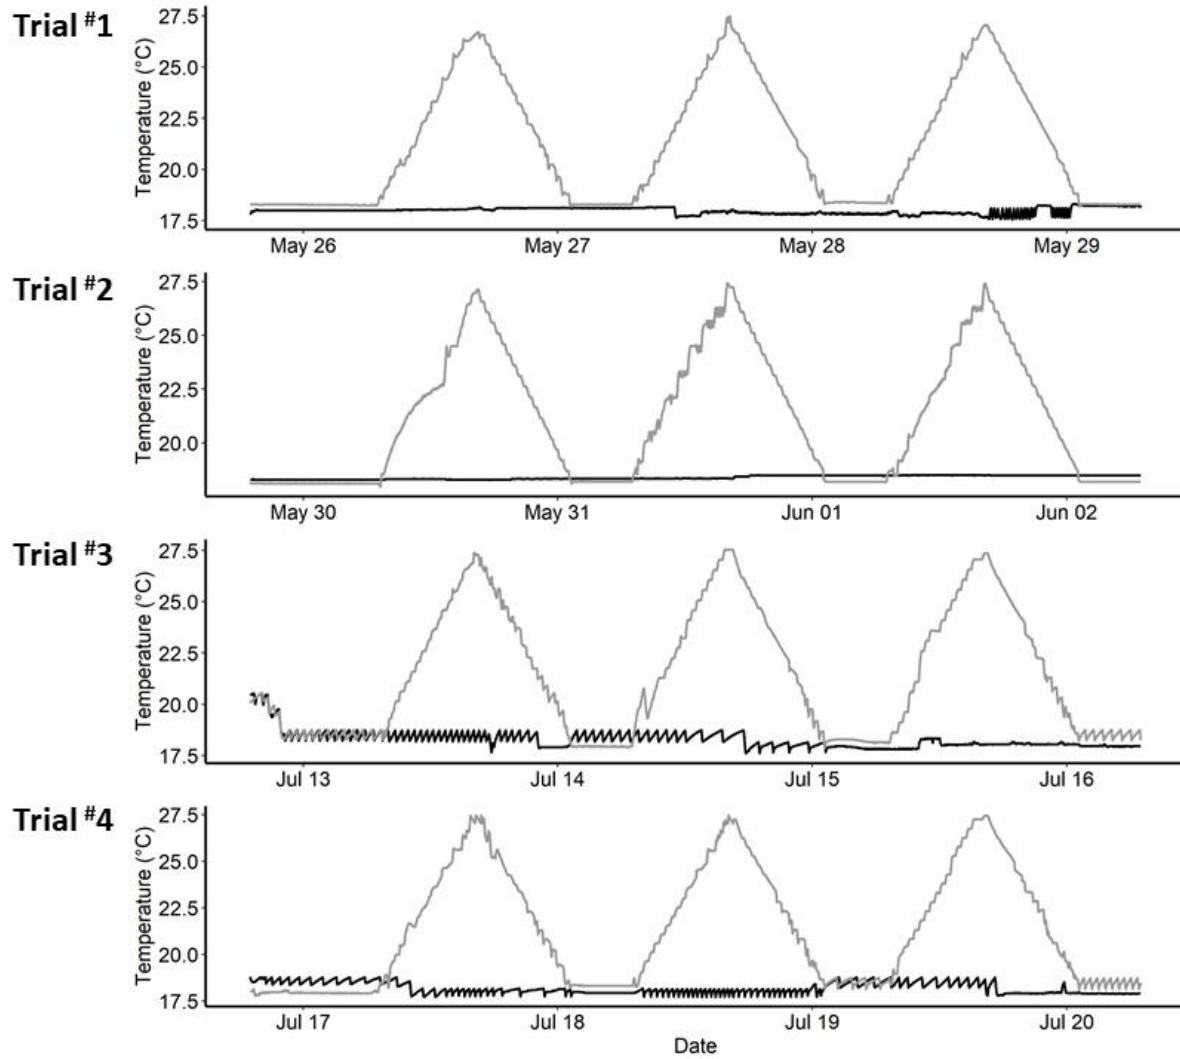 Trial #1
Temperature (°C)
27.5
25.0
22.5
20.0
17.5
May 26 May 27 May 28 May 29
Trial #2
Temperature (°C)
27.5
25.0
22.5
20.0
May 30 May 31 Jun 01 Jun 02
Trial #3
Temperature (°C)
27.5
25.0
22.5
20.0
17.5
Jul 13 Jul 14 Jul 15 Jul 16
Trial #4
Temperature (°C)
27.5
25.0
22.5
20.0
17.5
Jul 17 Jul 18 Jul 19 Jul 20
Date